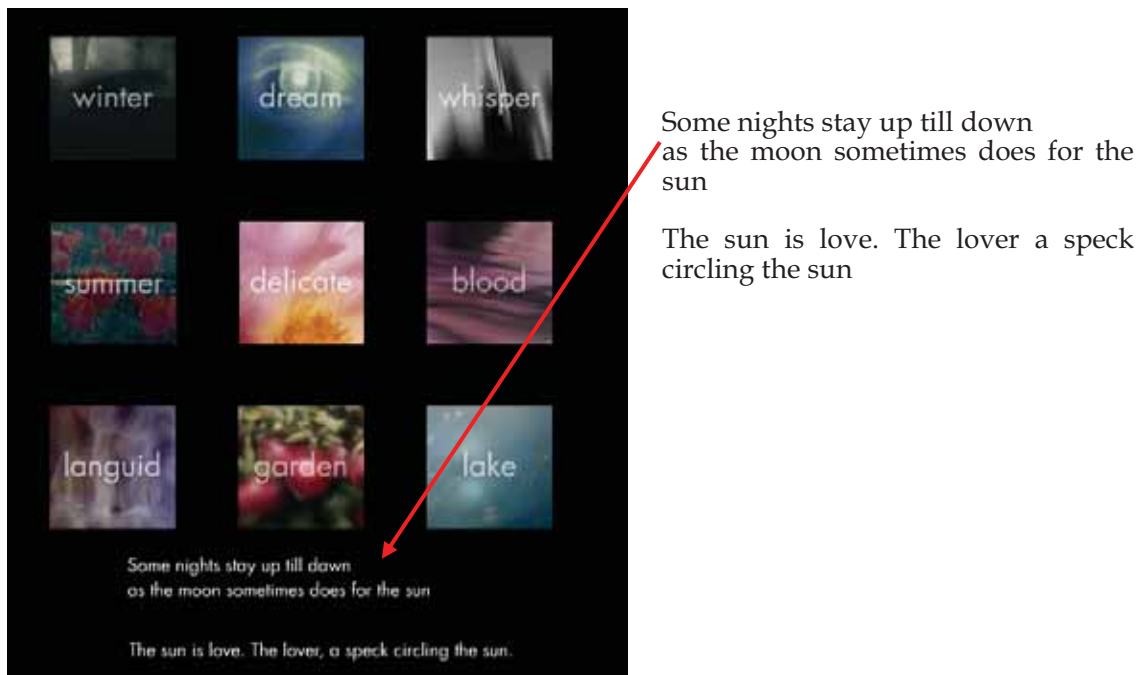 winter
dream
whisper
summer
delicate
blood
languid
garden
lake
Some nights stay up till dawn
as the moon sometimes does for the sun
The sun is love. The lover, a speck circling the sun.
Some nights stay up till down
as the moon sometimes does for the
sun
The sun is love. The lover a speck
circling the sun